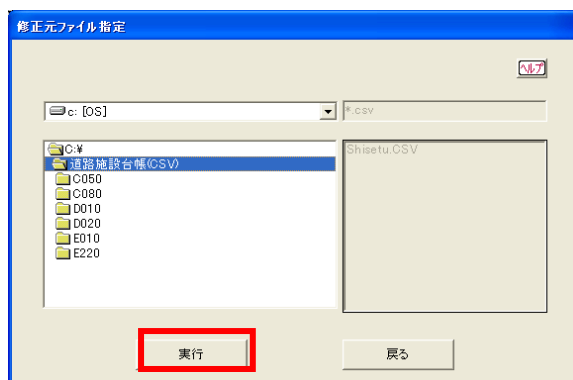 修正元ファイル指定
ヘルプ
c: [OS]
*.csv
C:¥
道路施設台帳(CSV)
C050
C080
D010
D020
E010
E220
Shisetu.CSV
実行
戻る